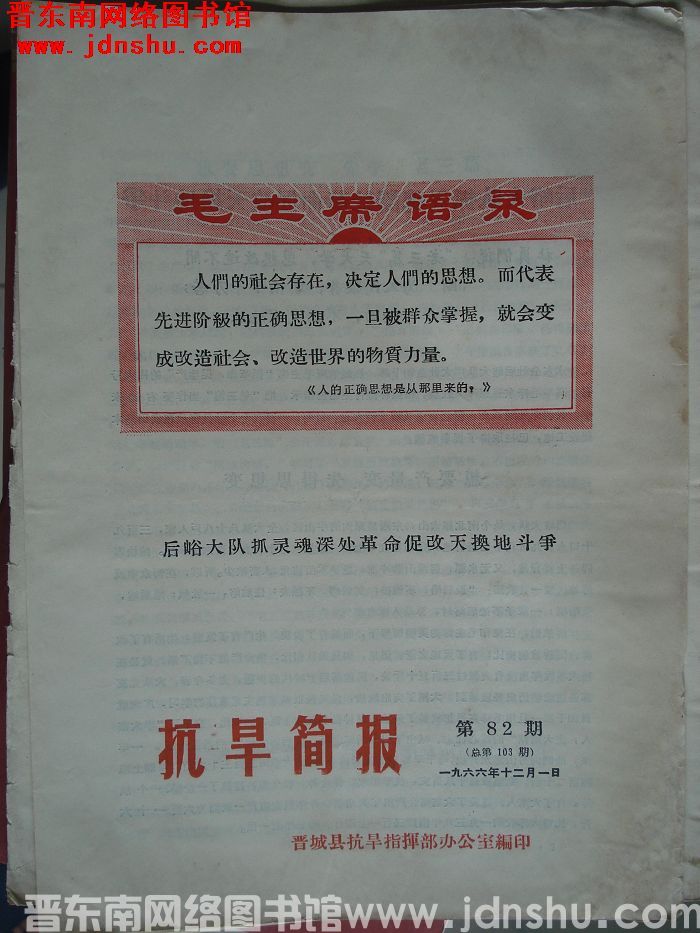 晋东南网络图书馆
www.jdnshu.com
毛主席语录
人們的社会存在，决定人們的思想。而代表
先进阶級的正确思想，一旦被群众掌握，就会变
成改造社会、改造世界的物質力量。
《人的正确思想是从那里来的？》
后峪大队抓灵魂深处革命促改天换地斗爭
抗旱简报
第82期
（总第103期）
一九六六年十二月一日
晋城县抗旱指揮部办公室編印
晋东南网络图书馆 www.jdnshu.com